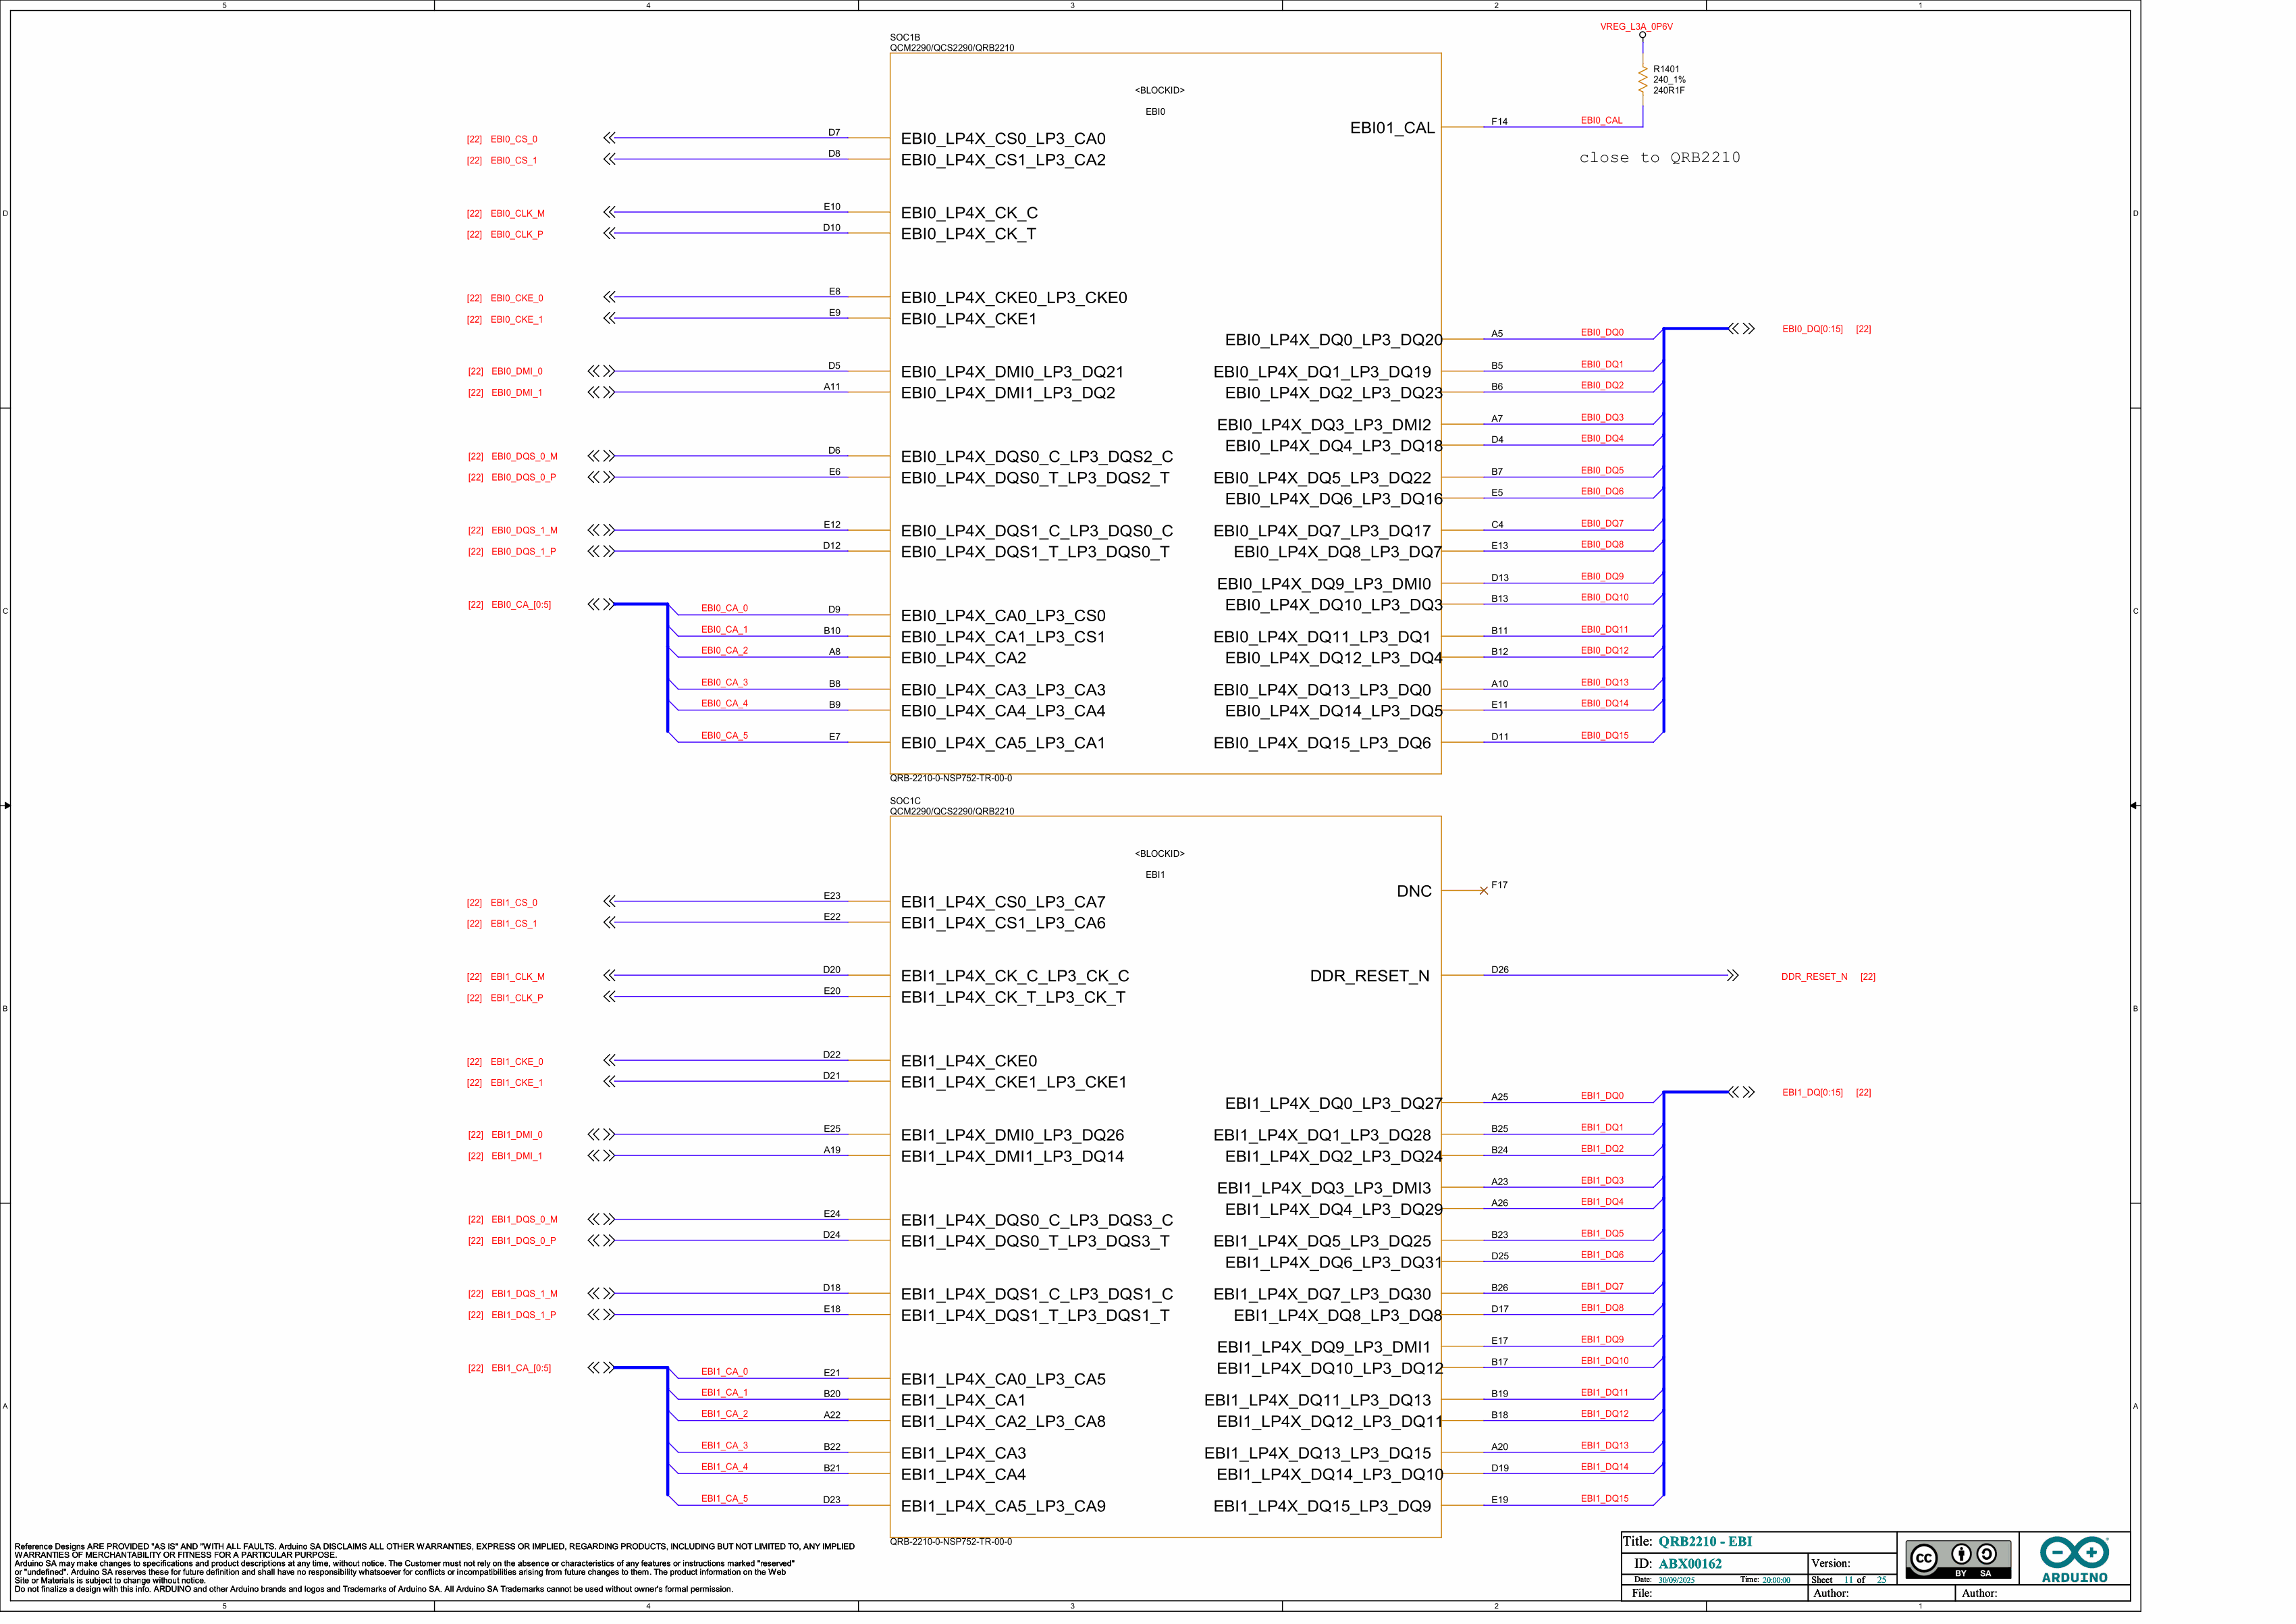 5 4 3 2 1
SOC1B
QCM2290/QCS2290/QRB2210
<BLOCKID>
EBI0
VREG_L3A_0P6V
R1401
240_1%
240R1F
EBI01_CAL F14 EBI0_CAL
close to QRB2210
[22] EBI0_CS_0 D7 EBI0_LP4X_CS0_LP3_CA0
[22] EBI0_CS_1 D8 EBI0_LP4X_CS1_LP3_CA2
[22] EBI0_CLK_M E10 EBI0_LP4X_CK_C
[22] EBI0_CLK_P D10 EBI0_LP4X_CK_T
D D
[22] EBI0_CKE_0 E8 EBI0_LP4X_CKE0_LP3_CKE0
[22] EBI0_CKE_1 E9 EBI0_LP4X_CKE1
[22] EBI0_DMI_0 D5 EBI0_LP4X_DMI0_LP3_DQ21
[22] EBI0_DMI_1 A11 EBI0_LP4X_DMI1_LP3_DQ2
[22] EBI0_DQS_0_M D6 EBI0_LP4X_DQS0_C_LP3_DQS2_C
[22] EBI0_DQS_0_P E6 EBI0_LP4X_DQS0_T_LP3_DQS2_T
[22] EBI0_DQS_1_M E12 EBI0_LP4X_DQS1_C_LP3_DQS0_C
[22] EBI0_DQS_1_P D12 EBI0_LP4X_DQS1_T_LP3_DQS0_T
[22] EBI0_CA_[0:5]
EBI0_CA_0 D9 EBI0_LP4X_CA0_LP3_CS0
EBI0_CA_1 B10 EBI0_LP4X_CA1_LP3_CS1
EBI0_CA_2 A8 EBI0_LP4X_CA2
EBI0_CA_3 B8 EBI0_LP4X_CA3_LP3_CA3
EBI0_CA_4 B9 EBI0_LP4X_CA4_LP3_CA4
EBI0_CA_5 E7 EBI0_LP4X_CA5_LP3_CA1
EBI0_DQ[0:15] [22]
EBI0_LP4X_DQ0_LP3_DQ20 A5 EBI0_DQ0
EBI0_LP4X_DQ1_LP3_DQ19 B5 EBI0_DQ1
EBI0_LP4X_DQ2_LP3_DQ23 B6 EBI0_DQ2
EBI0_LP4X_DQ3_LP3_DMI2 A7 EBI0_DQ3
EBI0_LP4X_DQ4_LP3_DQ18 D4 EBI0_DQ4
EBI0_LP4X_DQ5_LP3_DQ22 B7 EBI0_DQ5
EBI0_LP4X_DQ6_LP3_DQ16 E5 EBI0_DQ6
EBI0_LP4X_DQ7_LP3_DQ17 C4 EBI0_DQ7
EBI0_LP4X_DQ8_LP3_DQ7 E13 EBI0_DQ8
EBI0_LP4X_DQ9_LP3_DMI0 D13 EBI0_DQ9
EBI0_LP4X_DQ10_LP3_DQ3 B13 EBI0_DQ10
EBI0_LP4X_DQ11_LP3_DQ1 B11 EBI0_DQ11
EBI0_LP4X_DQ12_LP3_DQ4 B12 EBI0_DQ12
EBI0_LP4X_DQ13_LP3_DQ0 A10 EBI0_DQ13
EBI0_LP4X_DQ14_LP3_DQ5 E11 EBI0_DQ14
EBI0_LP4X_DQ15_LP3_DQ6 D11 EBI0_DQ15
C C
QRB-2210-0-NSP752-TR-00-0
SOC1C
QCM2290/QCS2290/QRB2210
<BLOCKID>
EBI1
DNC F17
DDR_RESET_N D26 DDR_RESET_N [22]
[22] EBI1_CS_0 E23 EBI1_LP4X_CS0_LP3_CA7
[22] EBI1_CS_1 E22 EBI1_LP4X_CS1_LP3_CA6
[22] EBI1_CLK_M D20 EBI1_LP4X_CK_C_LP3_CK_C
[22] EBI1_CLK_P E20 EBI1_LP4X_CK_T_LP3_CK_T
B B
[22] EBI1_CKE_0 D22 EBI1_LP4X_CKE0
[22] EBI1_CKE_1 D21 EBI1_LP4X_CKE1_LP3_CKE1
[22] EBI1_DMI_0 E25 EBI1_LP4X_DMI0_LP3_DQ26
[22] EBI1_DMI_1 A19 EBI1_LP4X_DMI1_LP3_DQ14
[22] EBI1_DQS_0_M E24 EBI1_LP4X_DQS0_C_LP3_DQS3_C
[22] EBI1_DQS_0_P D24 EBI1_LP4X_DQS0_T_LP3_DQS3_T
[22] EBI1_DQS_1_M D18 EBI1_LP4X_DQS1_C_LP3_DQS1_C
[22] EBI1_DQS_1_P E18 EBI1_LP4X_DQS1_T_LP3_DQS1_T
[22] EBI1_CA_[0:5]
EBI1_CA_0 E21 EBI1_LP4X_CA0_LP3_CA5
EBI1_CA_1 B20 EBI1_LP4X_CA1
EBI1_CA_2 A22 EBI1_LP4X_CA2_LP3_CA8
EBI1_CA_3 B22 EBI1_LP4X_CA3
EBI1_CA_4 B21 EBI1_LP4X_CA4
EBI1_CA_5 D23 EBI1_LP4X_CA5_LP3_CA9
EBI1_DQ[0:15] [22]
EBI1_LP4X_DQ0_LP3_DQ27 A25 EBI1_DQ0
EBI1_LP4X_DQ1_LP3_DQ28 B25 EBI1_DQ1
EBI1_LP4X_DQ2_LP3_DQ24 B24 EBI1_DQ2
EBI1_LP4X_DQ3_LP3_DMI3 A23 EBI1_DQ3
EBI1_LP4X_DQ4_LP3_DQ29 A26 EBI1_DQ4
EBI1_LP4X_DQ5_LP3_DQ25 B23 EBI1_DQ5
EBI1_LP4X_DQ6_LP3_DQ31 D25 EBI1_DQ6
EBI1_LP4X_DQ7_LP3_DQ30 B26 EBI1_DQ7
EBI1_LP4X_DQ8_LP3_DQ8 D17 EBI1_DQ8
EBI1_LP4X_DQ9_LP3_DMI1 E17 EBI1_DQ9
EBI1_LP4X_DQ10_LP3_DQ12 B17 EBI1_DQ10
EBI1_LP4X_DQ11_LP3_DQ13 B19 EBI1_DQ11
EBI1_LP4X_DQ12_LP3_DQ11 B18 EBI1_DQ12
EBI1_LP4X_DQ13_LP3_DQ15 A20 EBI1_DQ13
EBI1_LP4X_DQ14_LP3_DQ10 D19 EBI1_DQ14
EBI1_LP4X_DQ15_LP3_DQ9 E19 EBI1_DQ15
A A
QRB-2210-0-NSP752-TR-00-0
Reference Designs ARE PROVIDED "AS IS" AND "WITH ALL FAULTS. Arduino SA DISCLAIMS ALL OTHER WARRANTIES, EXPRESS OR IMPLIED, REGARDING PRODUCTS, INCLUDING BUT NOT LIMITED TO, ANY IMPLIED
WARRANTIES OF MERCHANTABILITY OR FITNESS FOR A PARTICULAR PURPOSE.
Arduino SA may make changes to specifications and product descriptions at any time, without notice. The Customer must not rely on the absence or characteristics of any features or instructions marked "reserved"
or "undefined". Arduino SA reserves these for future definition and shall have no responsibility whatsoever for conflicts or incompatibilities arising from future changes to them. The product information on the Web
Site or Materials is subject to change without notice.
Do not finalize a design with this info. ARDUINO and other Arduino brands and logos and Trademarks of Arduino SA. All Arduino SA Trademarks cannot be used without owner's formal permission.
Title: QRB2210 - EBI
ID: ABX00162 Version:
Date: 30/09/2025 Time: 20:00:00 Sheet 11 of 25
File: Author: Author:
cc BY SA
ARDUINO
5 4 3 2 1